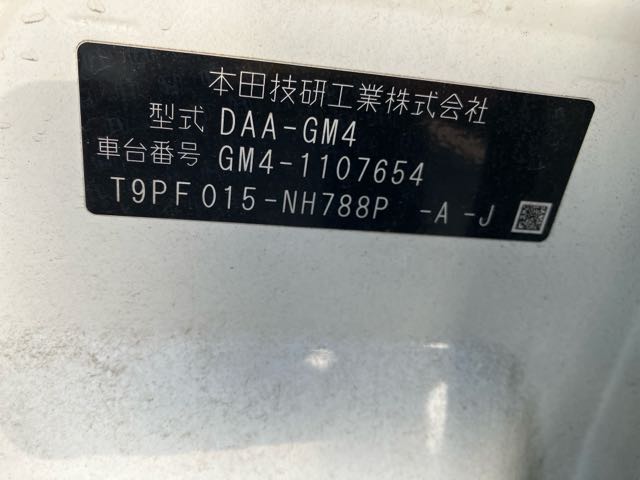 本田技研工業株式会社
型式 DAA-GM4
車台番号 GM4-1107654
T9PF015-NH788P -A -J